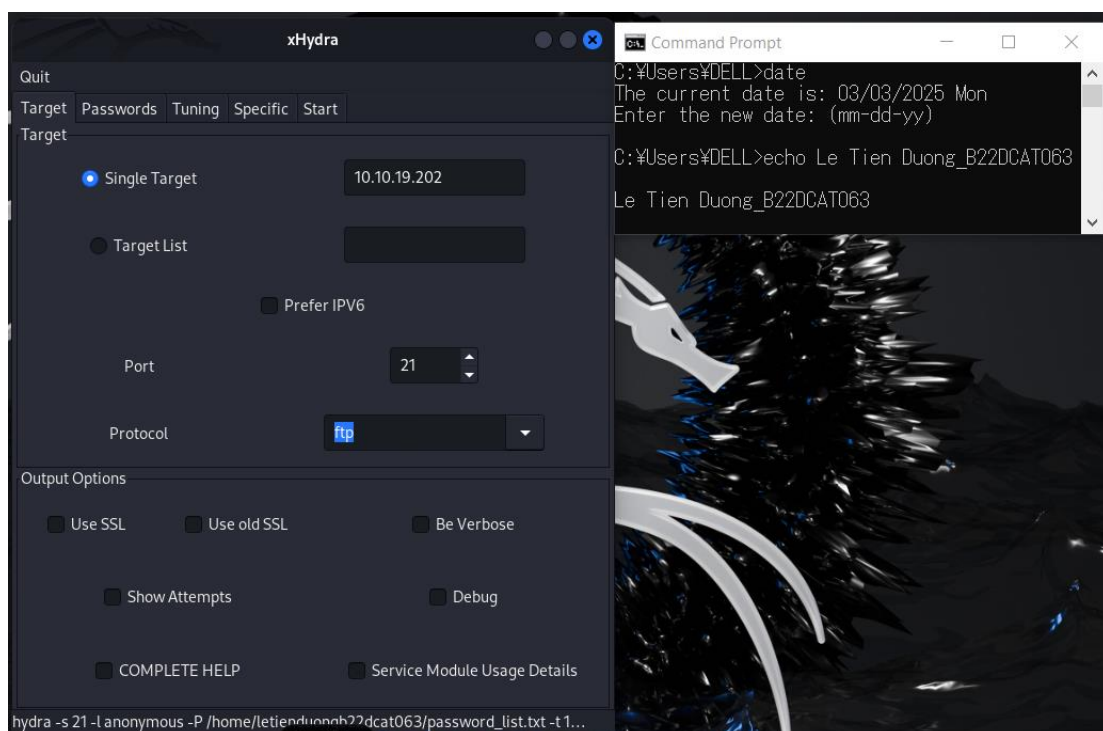 xHydra
Quit
Target Passwords Tuning Specific Start
Target
Single Target 10.10.19.202
Target List
Prefer IPV6
Port 21
Protocol ftp
Output Options
Use SSL Use old SSL Be Verbose
Show Attempts Debug
COMPLETE HELP Service Module Usage Details
hydra -s 21 -l anonymous -P /home/letienduongb22dcat063/password_list.txt -t 1...
Command Prompt
C:¥Users¥DELL>date
The current date is: 03/03/2025 Mon
Enter the new date: (mm-dd-yy)
C:¥Users¥DELL>echo Le Tien Duong_B22DCAT063
Le Tien Duong_B22DCAT063